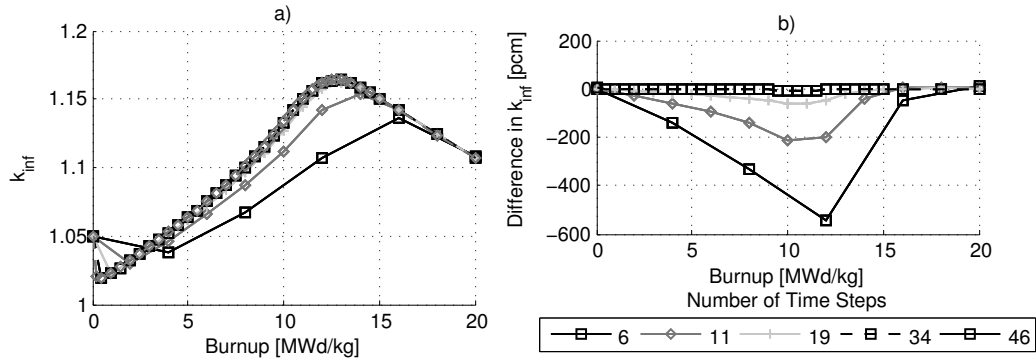 a)
k_inf
1.2
1.15
1.1
1.05
1
0 5 10 15 20
Burnup [MWd/kg]
b)
Difference in k_inf [pcm]
200
0
−200
−400
−600
0 5 10 15 20
Burnup [MWd/kg]
Number of Time Steps
6 11 19 34 46